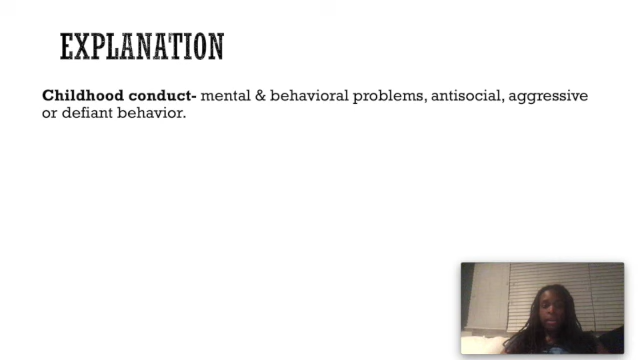 EXPLANATION
Childhood conduct- mental & behavioral problems, antisocial, aggressive
or defiant behavior.